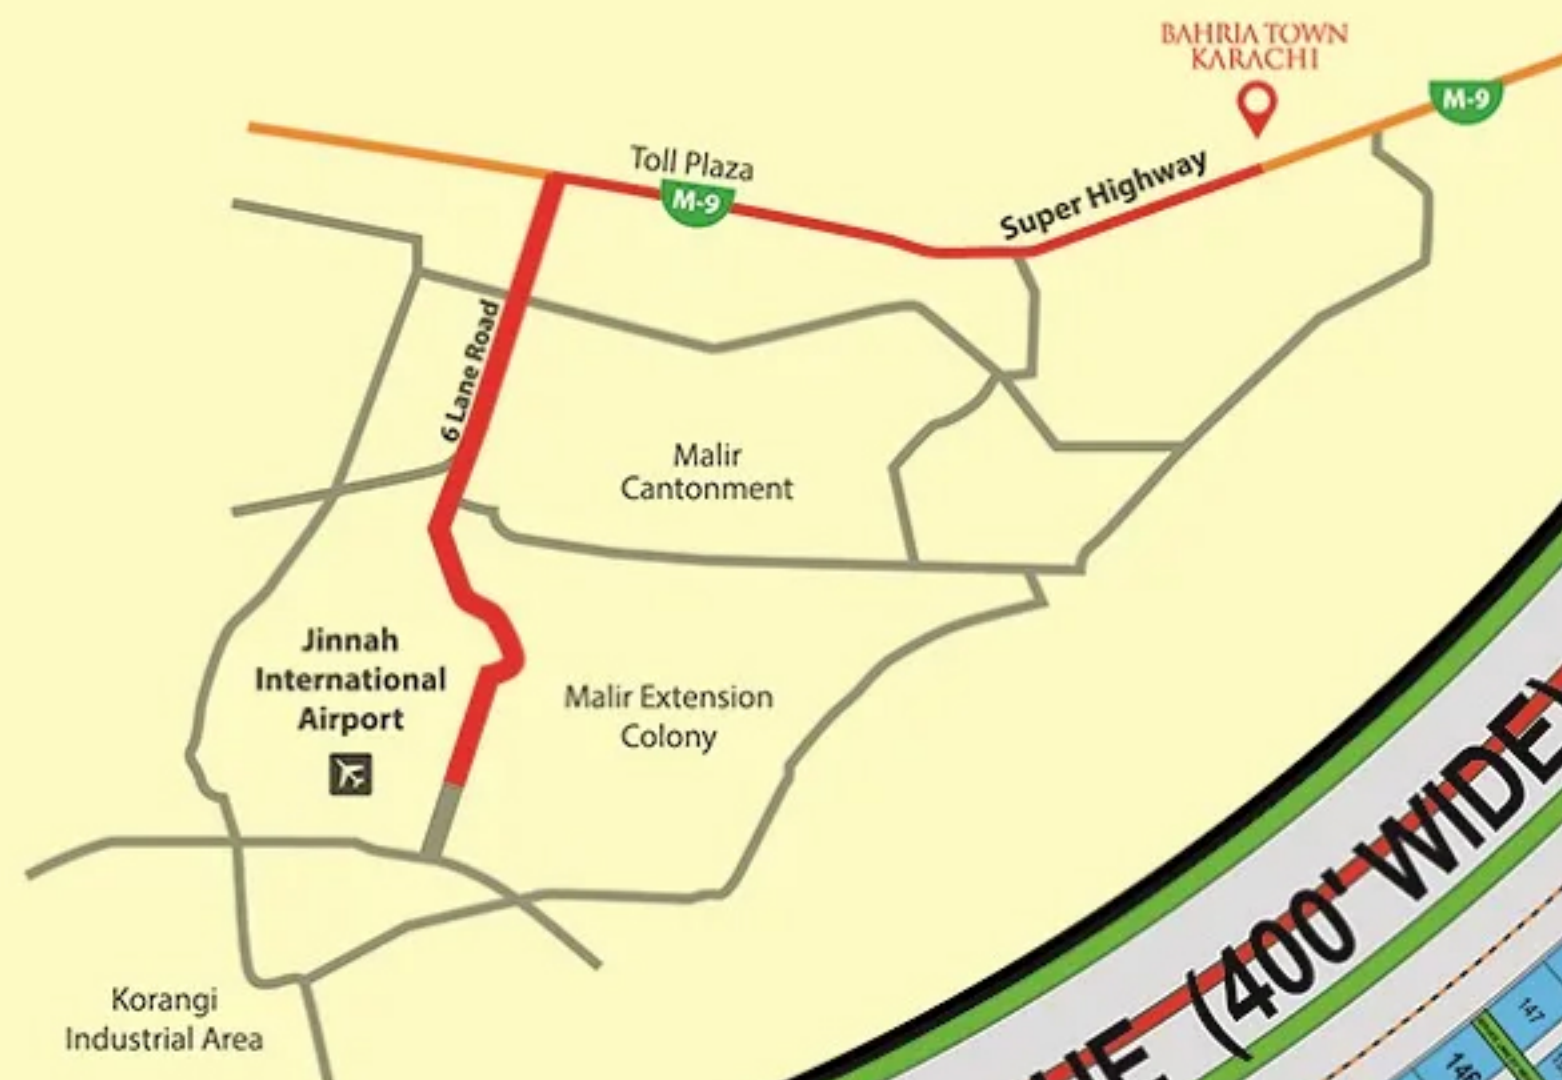 BAHRIA TOWN
KARACHI
M-9
Toll Plaza
M-9
Super Highway
6 Lane Road
Malir
Cantonment
Jinnah
International
Airport
Malir Extension
Colony
Korangi
Industrial Area
(400' WIDE)
147